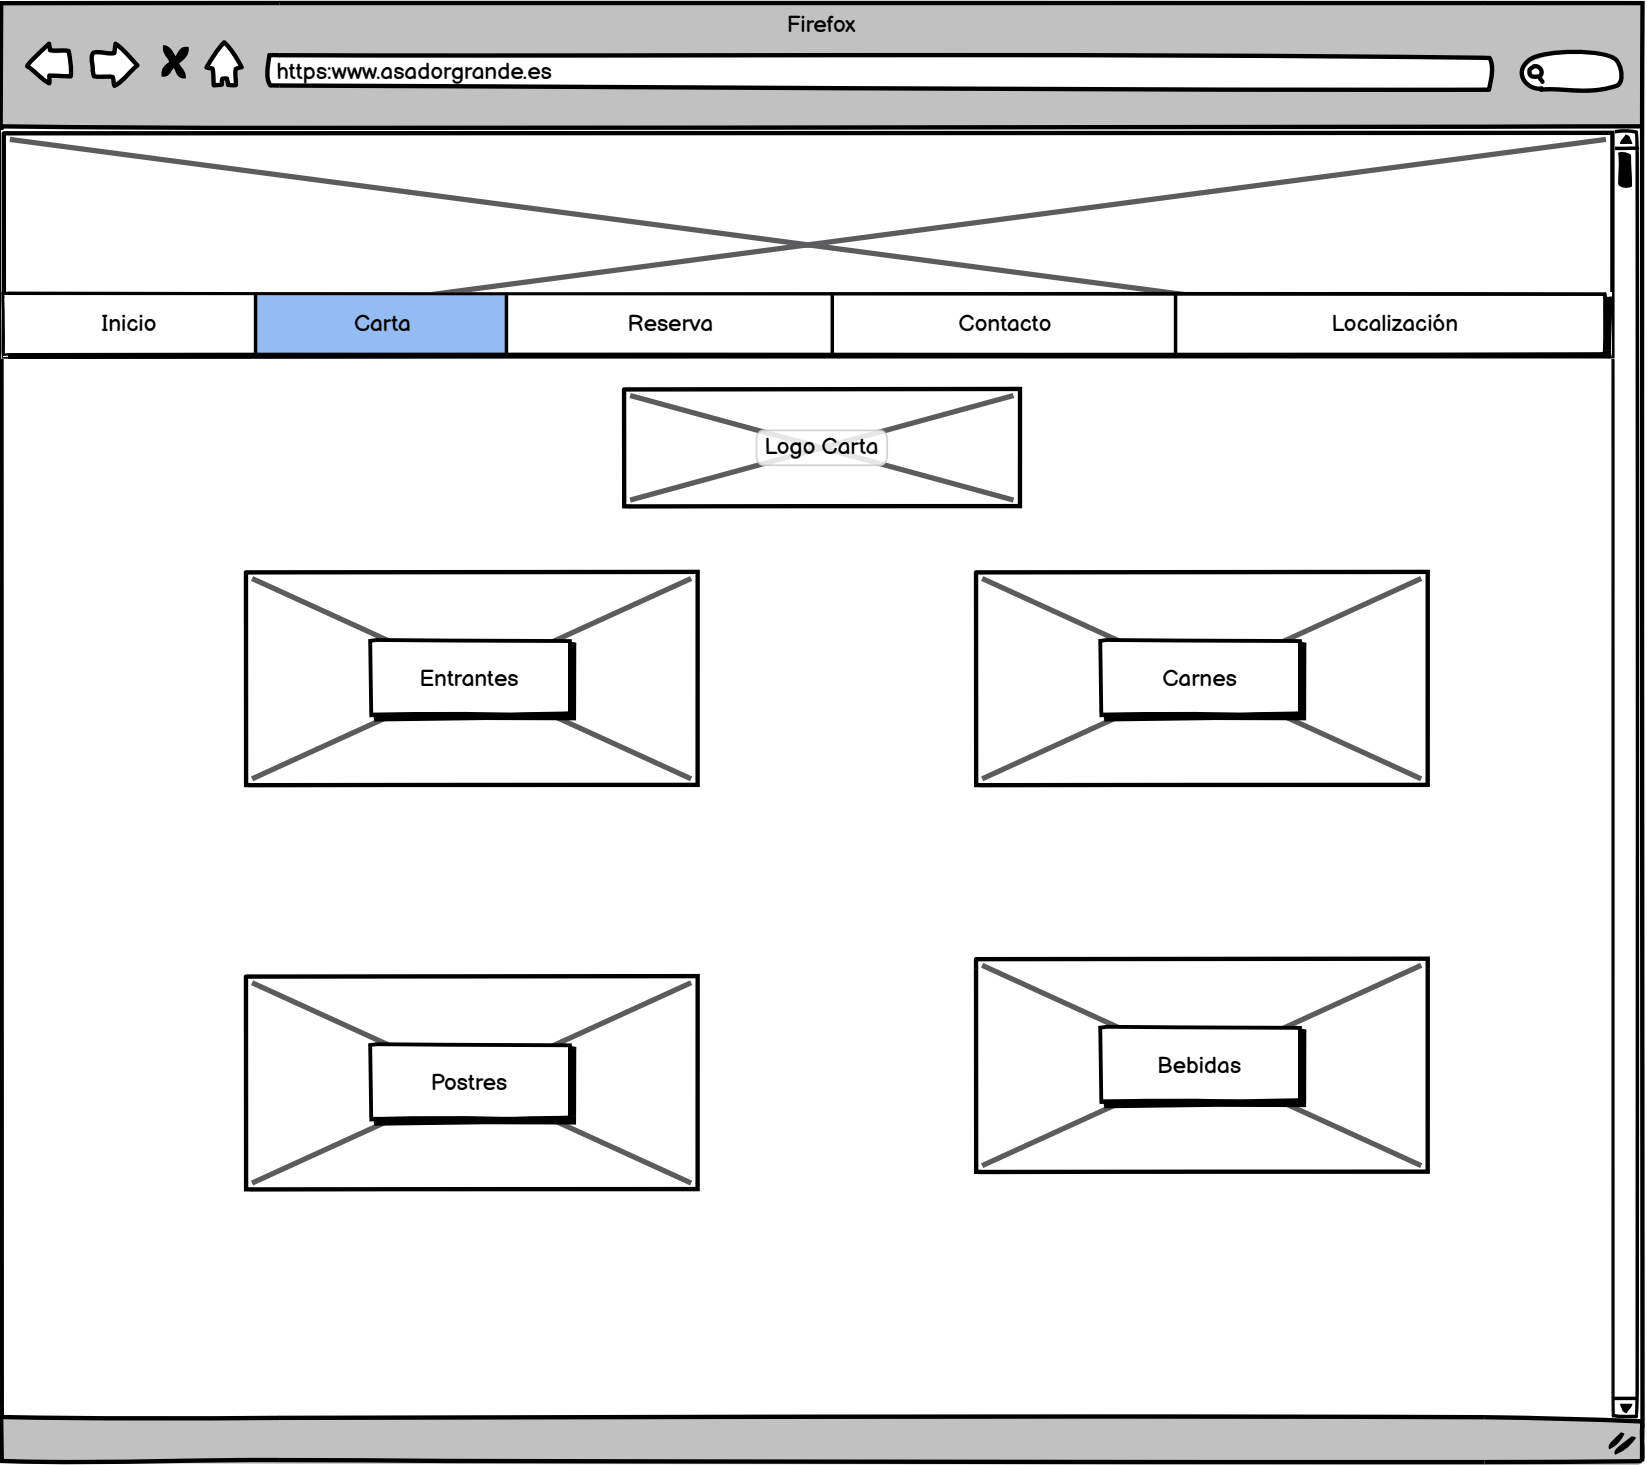 Firefox
https:www.asadorgrande.es
Inicio
Carta
Reserva
Contacto
Localización
Logo Carta
Entrantes
Carnes
Postres
Bebidas